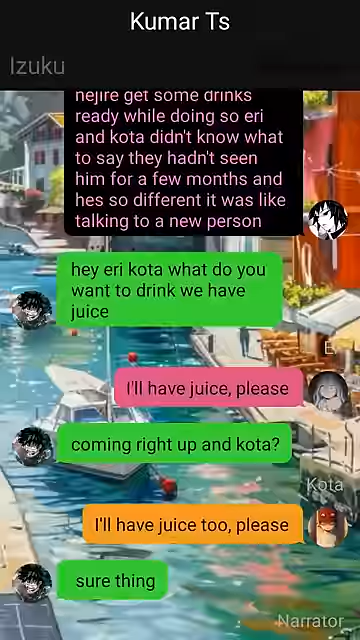 Kumar Ts
Izuku
nejire get some drinks
ready while doing so eri
and kota didn't know what
to say they hadn't seen
him for a few months and
hes so different it was like
talking to a new person
hey eri kota what do you
want to drink we have
juice
E
I'll have juice, please
coming right up and kota?
Kota
I'll have juice too, please
sure thing
Narrator